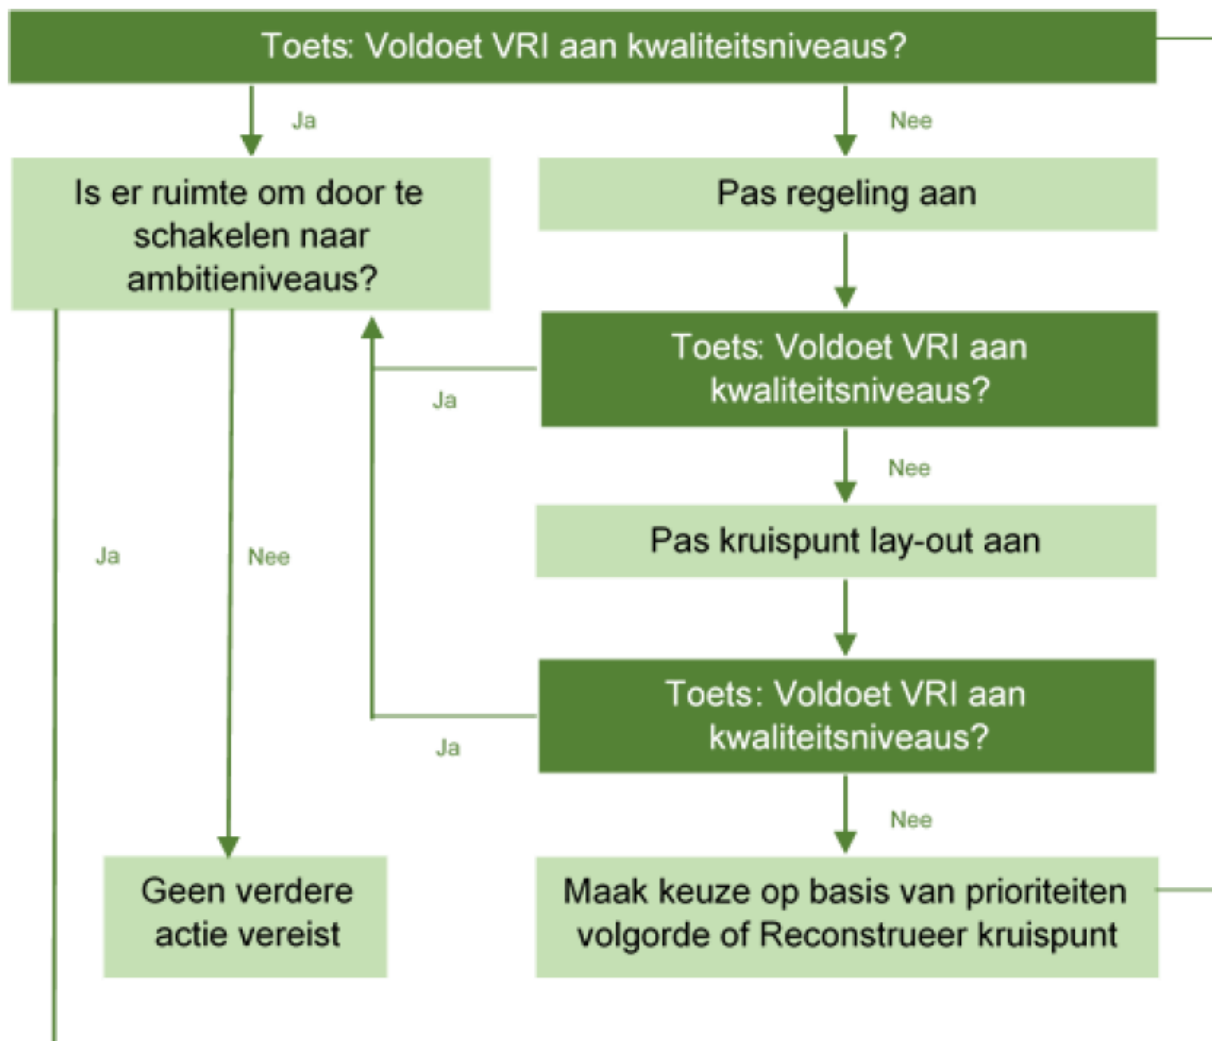 Toets: Voldoet VRI aan kwaliteitsniveaus?
Ja
Nee
Is er ruimte om door te
schakelen naar
ambitieniveaus?
Pas regeling aan
Toets: Voldoet VRI aan
kwaliteitsniveaus?
Ja
Nee
Pas kruispunt lay-out aan
Ja
Nee
Toets: Voldoet VRI aan
kwaliteitsniveaus?
Ja
Nee
Geen verdere
actie vereist
Maak keuze op basis van prioriteiten
volgorde of Reconstrueer kruispunt